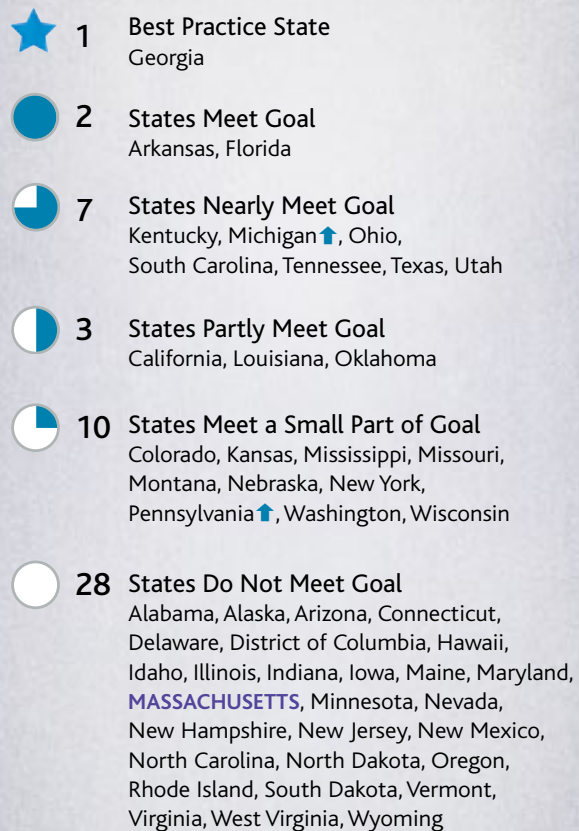 1 Best Practice State
Georgia
2 States Meet Goal
Arkansas, Florida
7 States Nearly Meet Goal
Kentucky, Michigan⬆, Ohio,
South Carolina, Tennessee, Texas, Utah
3 States Partly Meet Goal
California, Louisiana, Oklahoma
10 States Meet a Small Part of Goal
Colorado, Kansas, Mississippi, Missouri,
Montana, Nebraska, New York,
Pennsylvania⬆, Washington, Wisconsin
28 States Do Not Meet Goal
Alabama, Alaska, Arizona, Connecticut,
Delaware, District of Columbia, Hawaii,
Idaho, Illinois, Indiana, Iowa, Maine, Maryland,
MASSACHUSETTS, Minnesota, Nevada,
New Hampshire, New Jersey, New Mexico,
North Carolina, North Dakota, Oregon,
Rhode Island, South Dakota, Vermont,
Virginia, West Virginia, Wyoming